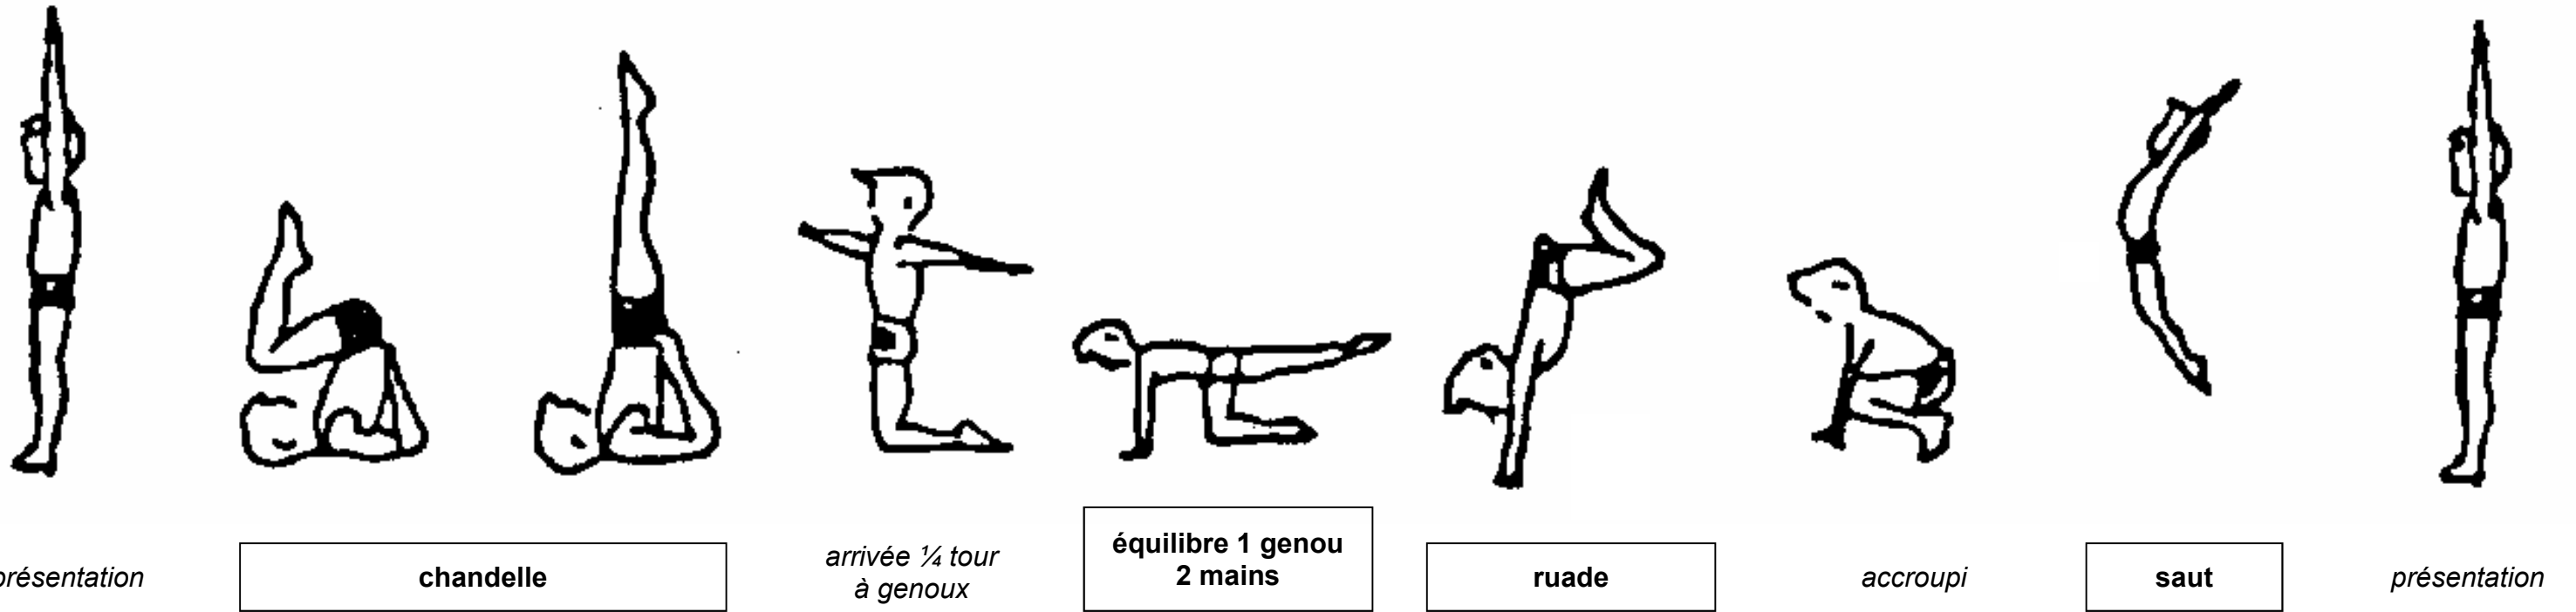 présentation
chandelle
arrivée ¼ tour
à genoux
équilibre 1 genou
2 mains
ruade
accroupi
saut
présentation